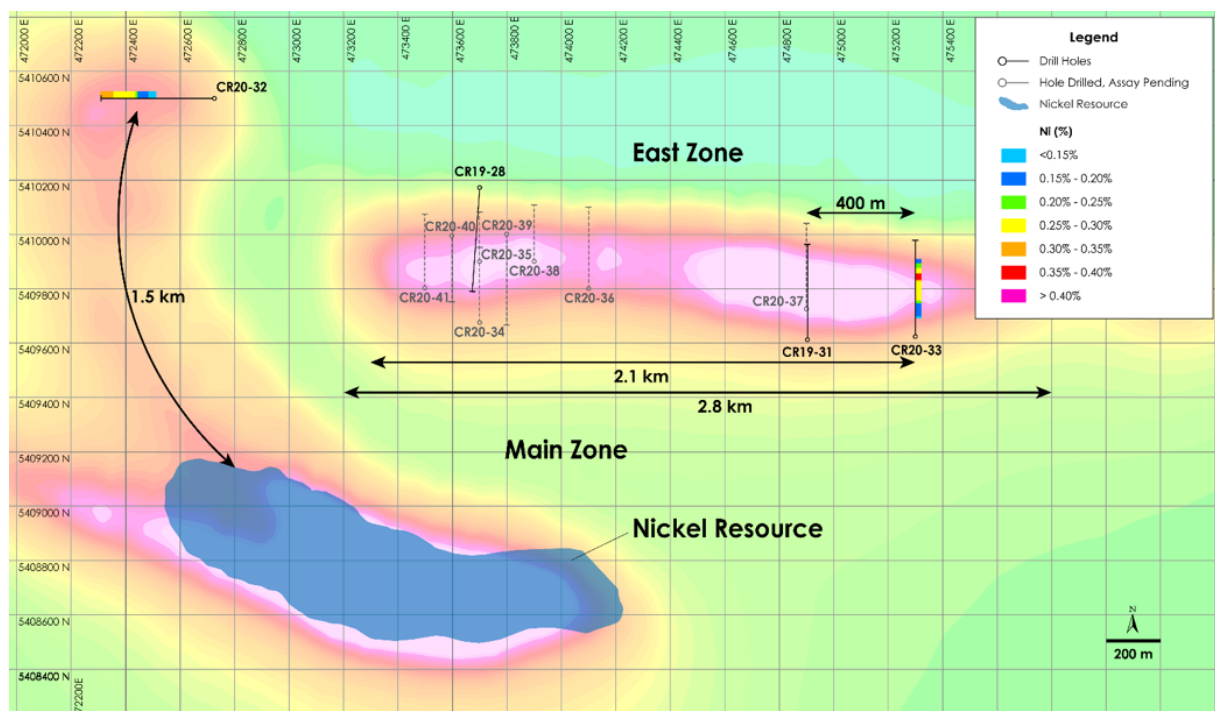 472000 E
472200 E
472400 E
472600 E
472800 E
473000 E
473200 E
473400 E
473600 E
473800 E
474000 E
474200 E
474400 E
474600 E
474800 E
475000 E
475200 E
475400 E
Legend
Drill Holes
Hole Drilled, Assay Pending
Nickel Resource
Ni (%)
<0.15%
0.15% - 0.20%
0.20% - 0.25%
0.25% - 0.30%
0.30% - 0.35%
0.35% - 0.40%
> 0.40%
5410600 N
CR20-32
5410400 N
East Zone
5410200 N
CR19-28
400 m
CR20-40
CR20-39
5410000 N
CR20-35
CR20-38
5409800 N
1.5 km
CR20-41
CR20-36
CR20-37
CR20-34
5409600 N
CR19-31
CR20-33
2.1 km
5409400 N
2.8 km
5409200 N
Main Zone
5409000 N
Nickel Resource
5408800 N
5408600 N
N
200 m
5408400 N
72200E